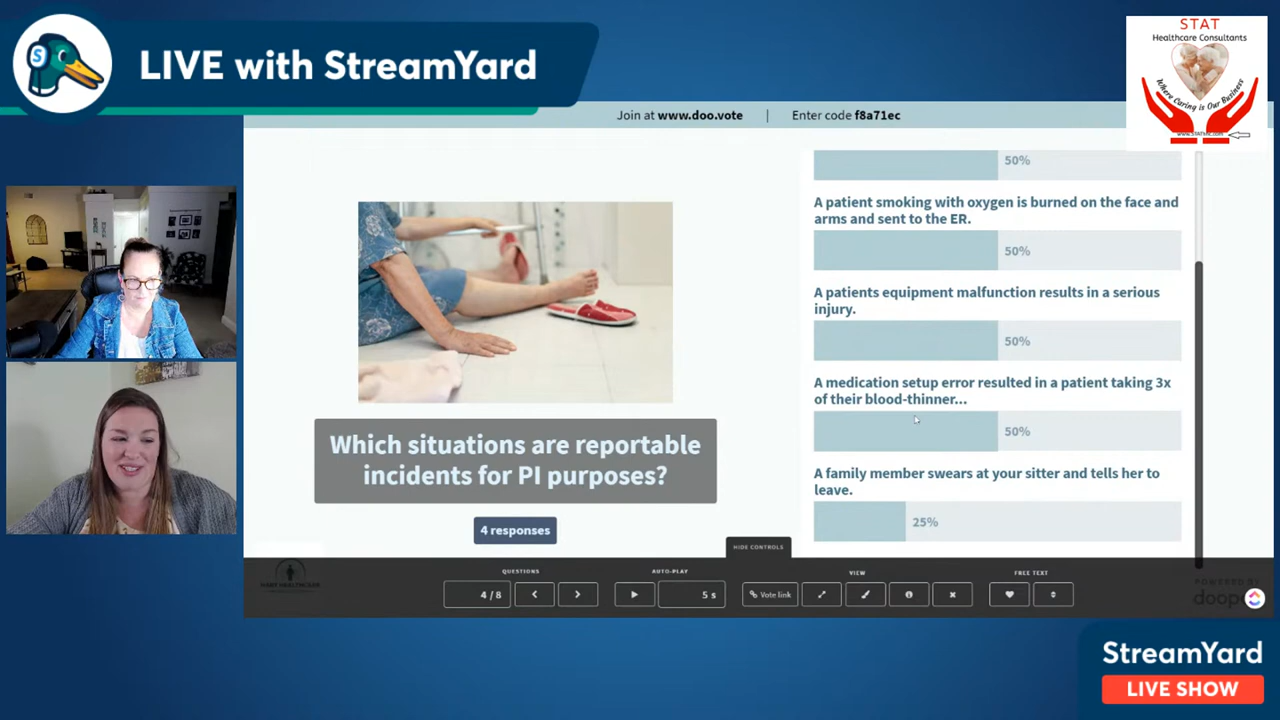 S
LIVE with StreamYard
STAT
Healthcare Consultants
Where Caring is Our Business
Join at www.doo.vote | Enter code f8a71ec
50%
A patient smoking with oxygen is burned on the face and
arms and sent to the ER.
50%
A patients equipment malfunction results in a serious
injury.
50%
A medication setup error resulted in a patient taking 3x
of their blood-thinner...
50%
A family member swears at your sitter and tells her to
leave.
25%
Which situations are reportable
incidents for PI purposes?
4 responses
HIDE CONTROLS
QUESTIONS
AUTO-PLAY
VIEW
FREE TEXT
4 / 8
5 s
Vote link
POWERED BY
StreamYard
LIVE SHOW